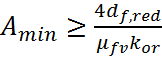 A_min ≥ 4d_f,red / μ_fv k_or